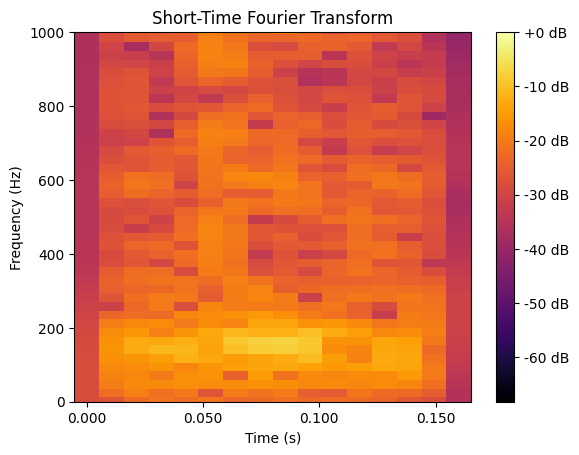 Short-Time Fourier Transform
1000
800
600
400
200
0
Frequency (Hz)
0.000
0.050
0.100
0.150
Time (s)
+0 dB
-10 dB
-20 dB
-30 dB
-40 dB
-50 dB
-60 dB